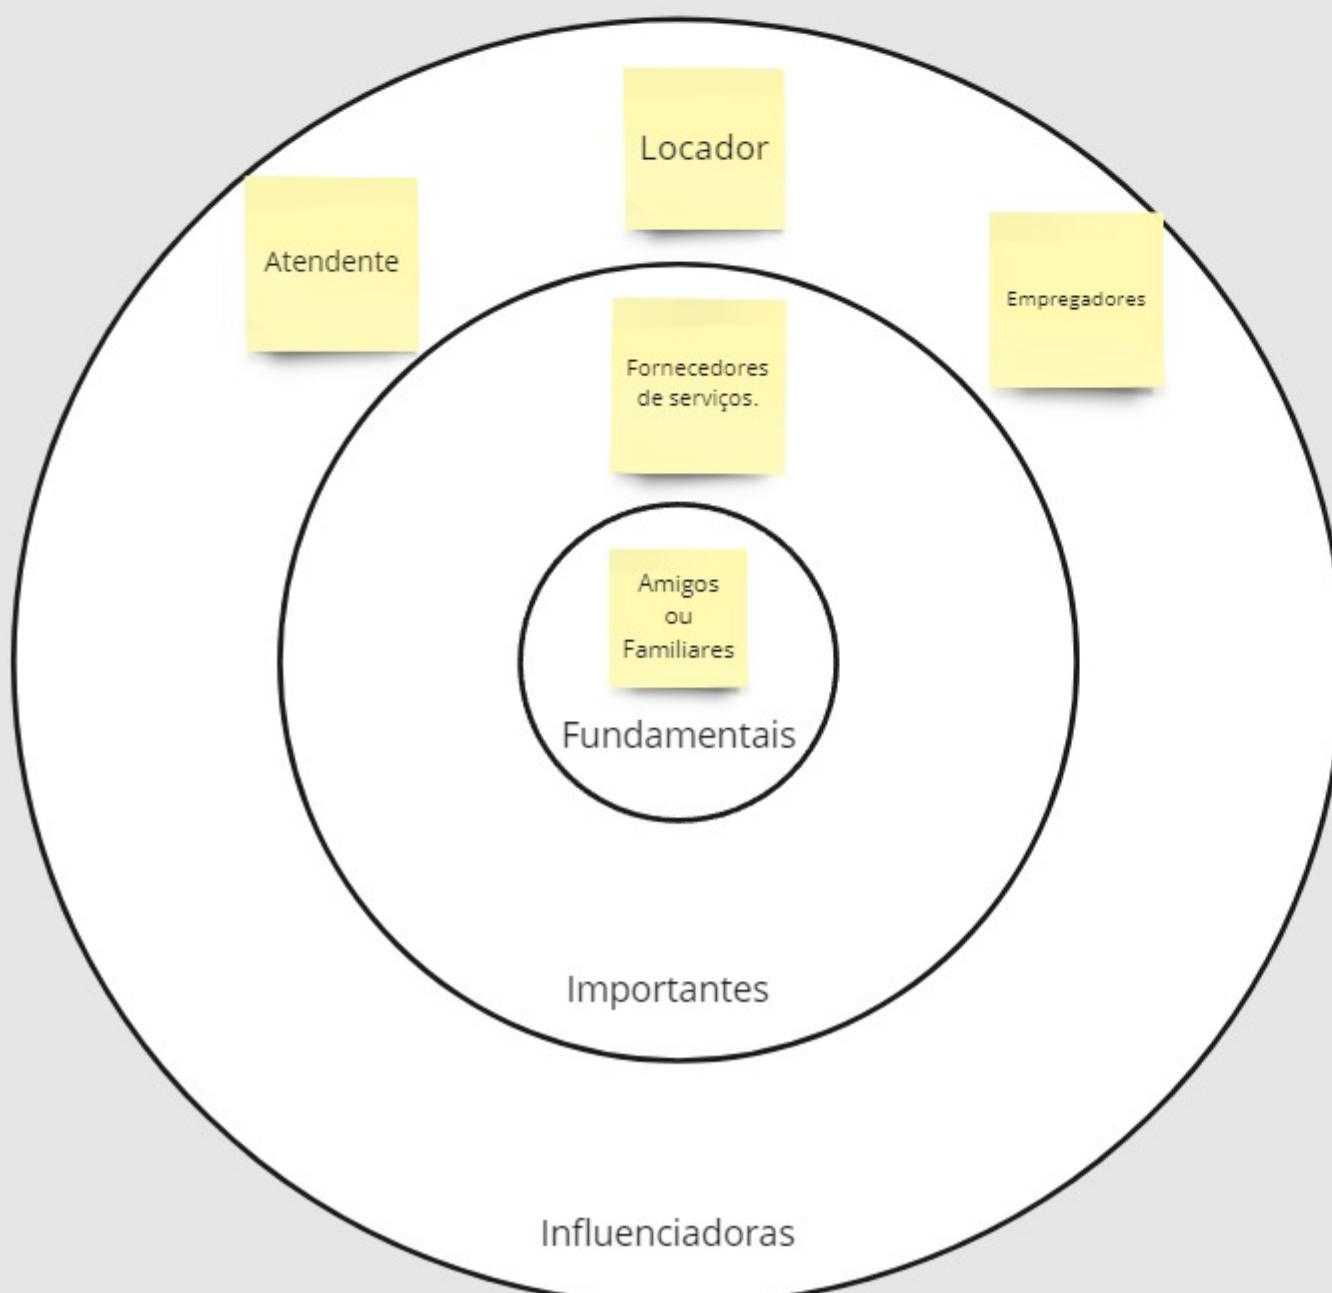 Locador
Atendente
Empregadores
Fornecedores
de serviços.
Amigos
ou
Familiares
Fundamentais
Importantes
Influenciadoras